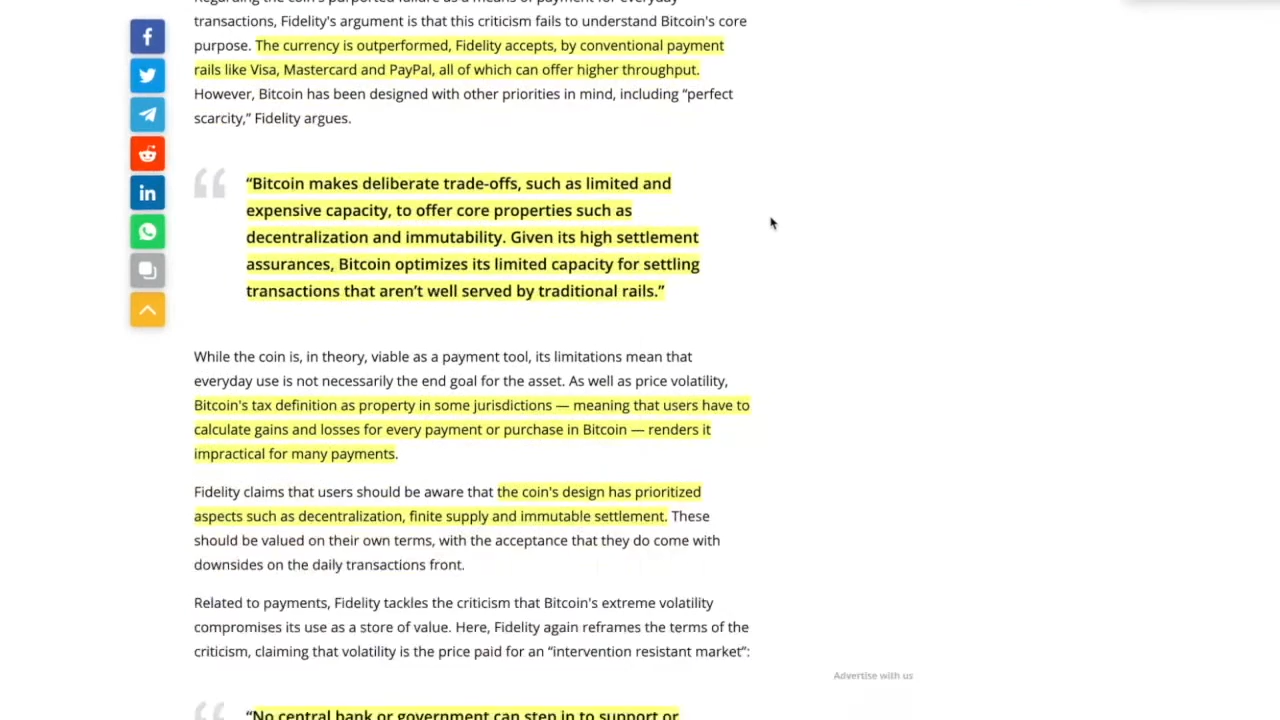 Regarding the coin's purported failure as a means of payment for everyday
transactions, Fidelity's argument is that this criticism fails to understand Bitcoin's core
purpose. The currency is outperformed, Fidelity accepts, by conventional payment
rails like Visa, Mastercard and PayPal, all of which can offer higher throughput.
However, Bitcoin has been designed with other priorities in mind, including “perfect
scarcity,” Fidelity argues.
“Bitcoin makes deliberate trade-offs, such as limited and
expensive capacity, to offer core properties such as
decentralization and immutability. Given its high settlement
assurances, Bitcoin optimizes its limited capacity for settling
transactions that aren’t well served by traditional rails.”
While the coin is, in theory, viable as a payment tool, its limitations mean that
everyday use is not necessarily the end goal for the asset. As well as price volatility,
Bitcoin's tax definition as property in some jurisdictions — meaning that users have to
calculate gains and losses for every payment or purchase in Bitcoin — renders it
impractical for many payments.
Fidelity claims that users should be aware that the coin's design has prioritized
aspects such as decentralization, finite supply and immutable settlement. These
should be valued on their own terms, with the acceptance that they do come with
downsides on the daily transactions front.
Related to payments, Fidelity tackles the criticism that Bitcoin's extreme volatility
compromises its use as a store of value. Here, Fidelity again reframes the terms of the
criticism, claiming that volatility is the price paid for an “intervention resistant market”:
Advertise with us
“No central bank or government can step in to support or